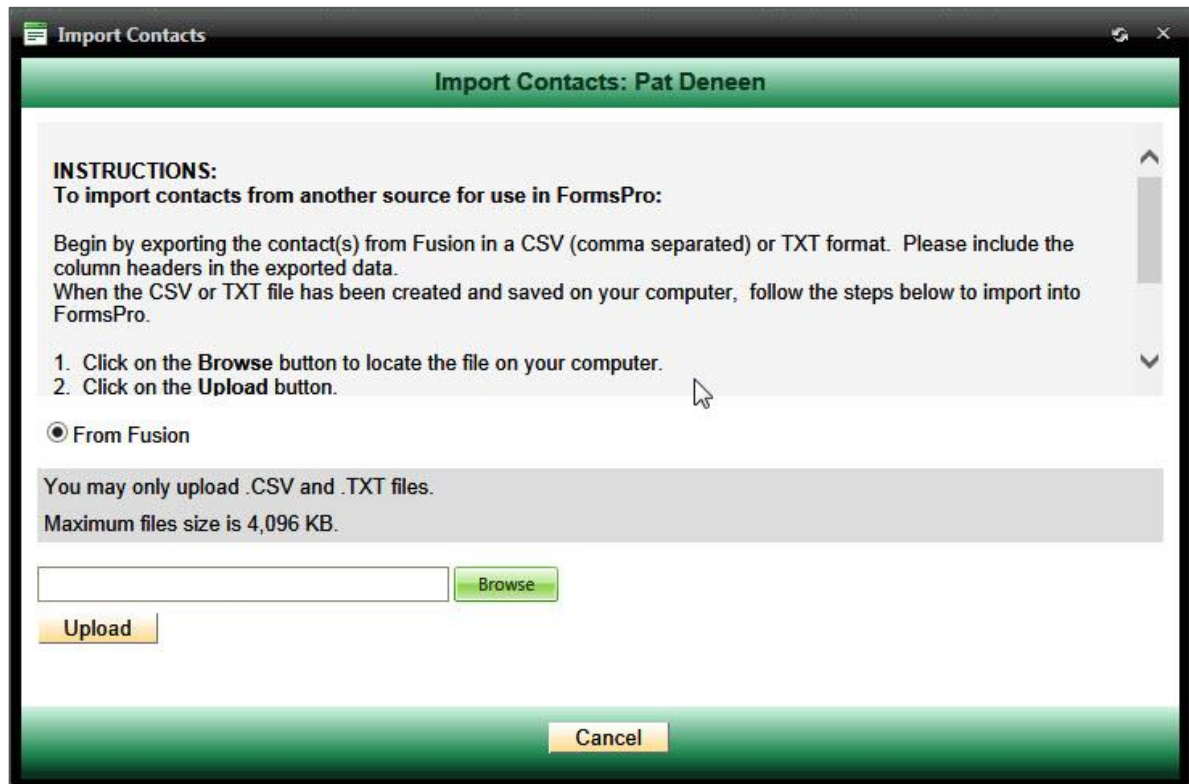 Import Contacts
Import Contacts: Pat Deneen
INSTRUCTIONS:
To import contacts from another source for use in FormsPro:
Begin by exporting the contact(s) from Fusion in a CSV (comma separated) or TXT format. Please include the
column headers in the exported data.
When the CSV or TXT file has been created and saved on your computer, follow the steps below to import into
FormsPro.
1. Click on the Browse button to locate the file on your computer.
2. Click on the Upload button.
From Fusion
You may only upload .CSV and .TXT files.
Maximum files size is 4,096 KB.
Browse
Upload
Cancel